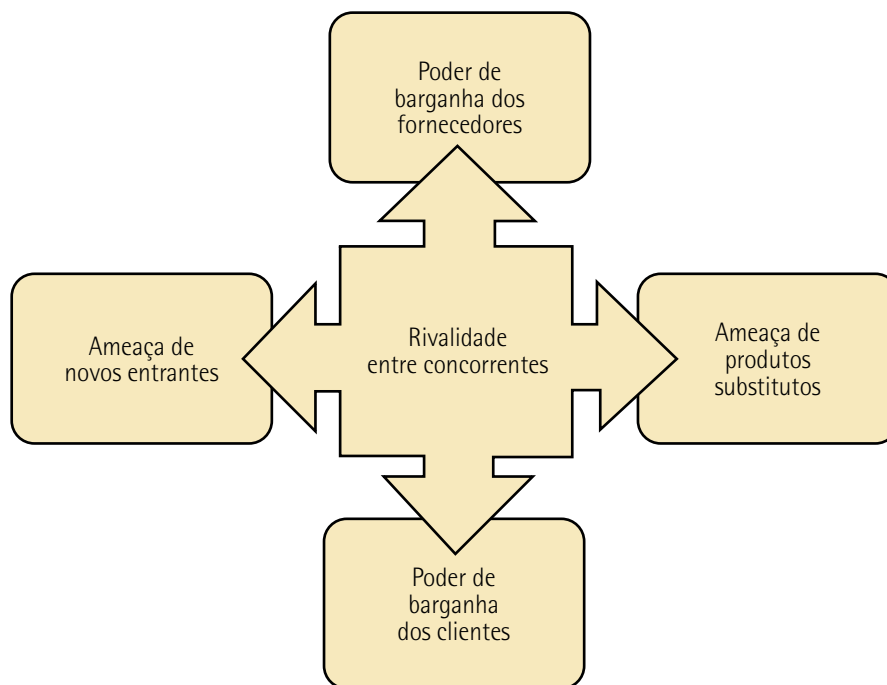 Poder de
barganha dos
fornecedores
Ameaça de
novos entrantes
Rivalidade
entre concorrentes
Ameaça de
produtos
substitutos
Poder de
barganha
dos clientes